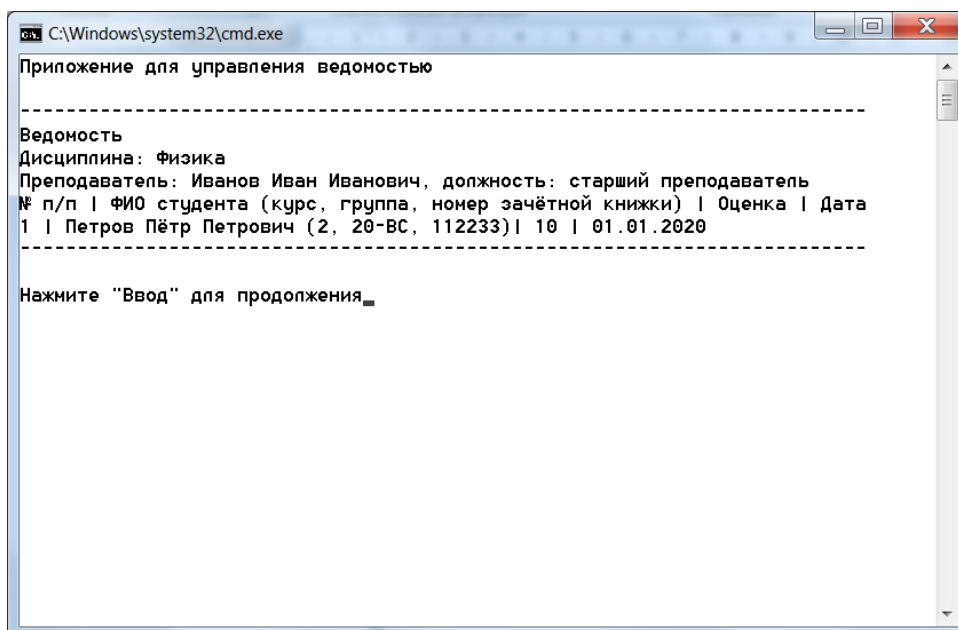 C:\Windows\system32\cmd.exe
Приложение для управления ведомостью
--------------------------------------------------------------------------
Ведомость
Дисциплина: Физика
Преподаватель: Иванов Иван Иванович, должность: старший преподаватель
№ п/п | ФИО студента (курс, группа, номер зачётной книжки) | Оценка | Дата
1 | Петров Пётр Петрович (2, 20-ВС, 112233)| 10 | 01.01.2020
--------------------------------------------------------------------------
Нажмите "Ввод" для продолжения